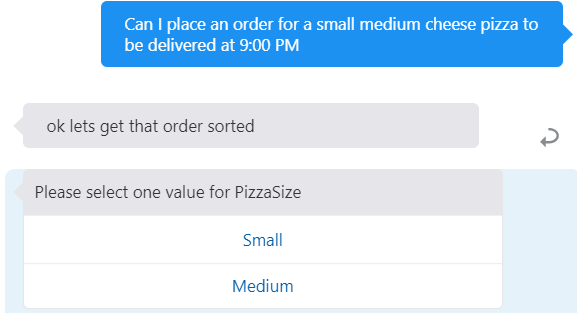 Can I place an order for a small medium cheese pizza to
be delivered at 9:00 PM
ok lets get that order sorted
Please select one value for PizzaSize
Small
Medium